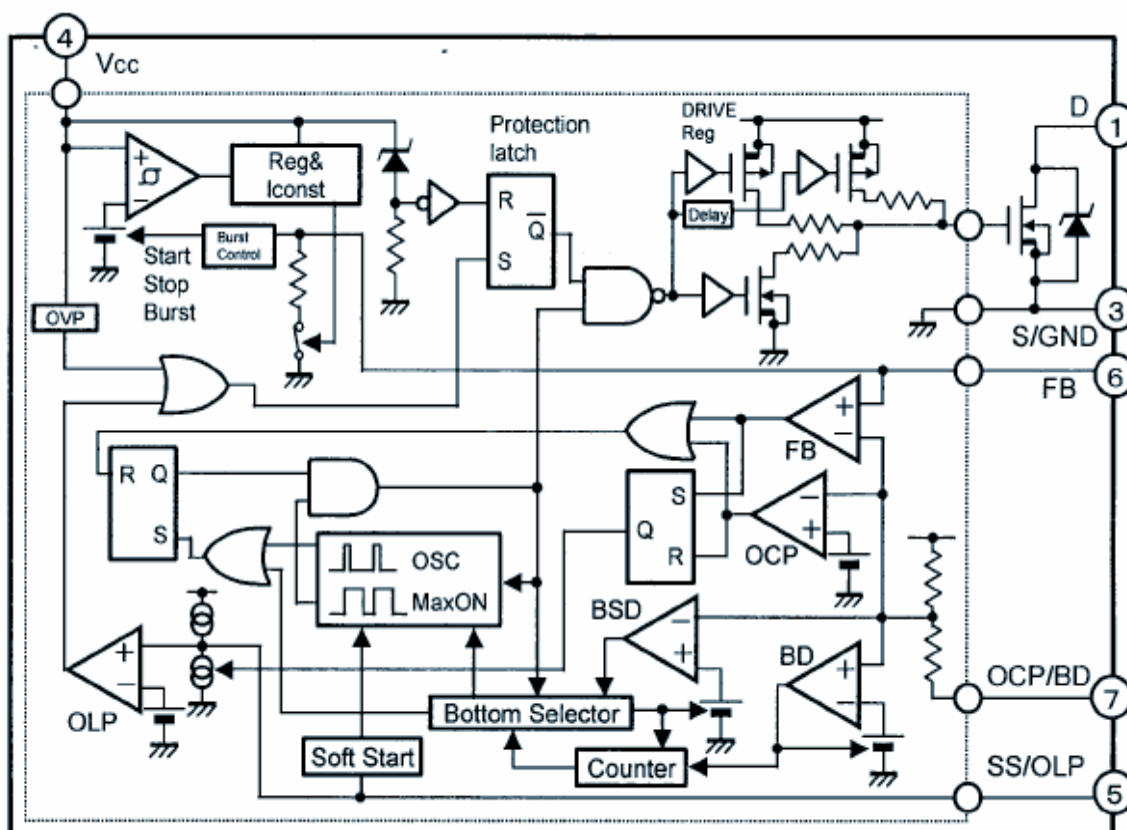 4
Vcc
D
1
DRIVE
Reg
Protection
latch
Reg&
Iconst
+
-
R
Q
S
Delay
Burst
Control
Start
Stop
Burst
OVP
3
S/GND
6
FB
+
-
FB
R
Q
S
S
Q
R
-
+
OCP
OSC
MaxON
BSD
-
+
BD
+
-
OCP/BD
7
+
-
OLP
Bottom Selector
Soft Start
Counter
SS/OLP
5